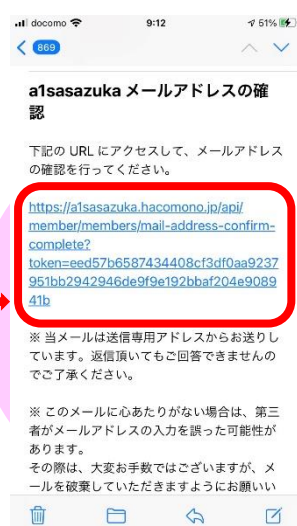 docomo 9:12 51%
869
a1sasazuka メールアドレスの確
認
下記の URL にアクセスして、メールアドレス
の確認を行ってください。
https://a1sasazuka.hacomono.jp/api/
member/members/mail-address-confirm-
complete?
token=eed57b6587434408cf3df0aa9237
951bb2942946de9f9e192bbaf204e9089
41b
※ 当メールは送信専用アドレスからお送りし
ています。返信頂いてもご回答できませんの
でご了承ください。
※ このメールに心あたりがない場合は、第三
者がメールアドレスの入力を誤った可能性が
あります。
その際は、大変お手数ではございますが、メ
ールを破棄していただきますようにお願いい